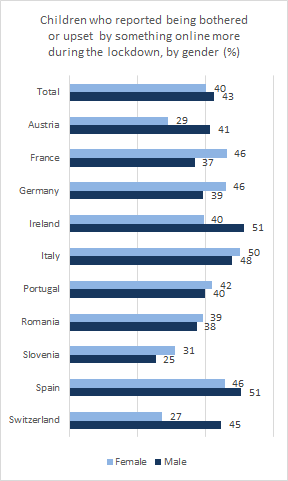 Children who reported being bothered
or upset by something online more
during the lockdown, by gender (%)
Total 40
43
Austria 29
41
France 46
37
Germany 46
39
Ireland 40
51
Italy 50
48
Portugal 42
40
Romania 39
38
Slovenia 31
25
Spain 46
51
Switzerland 27
45
Female Male